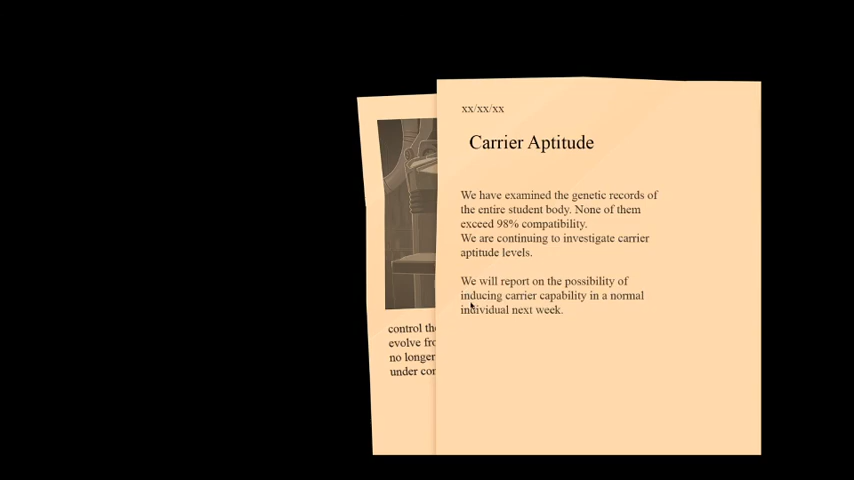 xx/xx/xx
Carrier Aptitude
We have examined the genetic records of
the entire student body. None of them
exceed 98% compatibility.
We are continuing to investigate carrier
aptitude levels.
We will report on the possibility of
inducing carrier capability in a normal
individual next week.
control the
evolve fro
no longer
under con